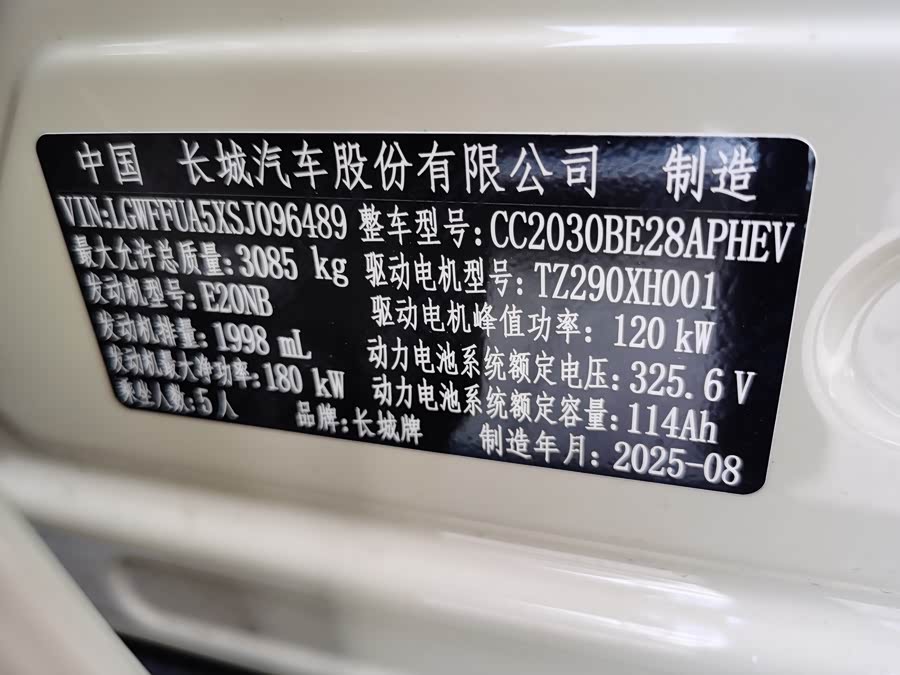 中国 长城汽车股份有限公司 制造
VIN:LGWFFUA5XSJ096489 整车型号:CC2030BE28APHEV
最大允许总质量:3085 kg 驱动电机型号:TZ290XH001
发动机型号:E20NB 驱动电机峰值功率: 120 kW
发动机排量:1998 mL 动力电池系统额定电压:325.6 V
发动机最大净功率:180 kW 动力电池系统额定容量:114Ah
乘坐人数:5人 品牌:长城牌 制造年月:2025-08